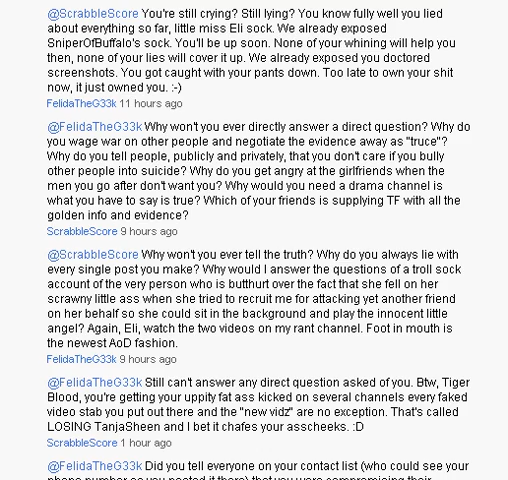 @ScrabbleScore You're still crying? Still lying? You know fully well you lied
about everything so far, little miss Eli sock. We already exposed
SniperOfBuffalo's sock. You'll be up soon. None of your whining will help you
then, none of your lies will cover it up. We already exposed you doctored
screenshots. You got caught with your pants down. Too late to own your shit
now, it just owned you. :-)
FelidaTheG33k 11 hours ago
@FelidaTheG33k Why won't you ever directly answer a direct question? Why do
you wage war on other people and negotiate the evidence away as "truce"?
Why do you tell people, publicly and privately, that you don't care if you bully
other people into suicide? Why do you get angry at the girlfriends when the
men you go after don't want you? Why would you need a drama channel is
what you have to say is true? Which of your friends is supplying TF with all the
golden info and evidence?
ScrabbleScore 9 hours ago
@ScrabbleScore Why won't you ever tell the truth? Why do you always lie with
every single post you make? Why would I answer the questions of a troll sock
account of the very person who is butthurt over the fact that she fell on her
scrawny little ass when she tried to recruit me for attacking yet another friend
on her behalf so she could sit in the background and play the innocent little
angel? Again, Eli, watch the two videos on my rant channel. Foot in mouth is
the newest AoD fashion.
FelidaTheG33k 9 hours ago
@FelidaTheG33k Still can't answer any direct question asked of you. Btw, Tiger
Blood, you're getting your uppity fat ass kicked on several channels every faked
video stab you put out there and the "new vidz" are no exception. That's called
LOSING TanjaSheen and I bet it chafes your asscheeks. :D
ScrabbleScore 1 hour ago
@FelidaTheG33k Did you tell everyone on your contact list (who could see your
phone number as you posted it there) that you were compromising their